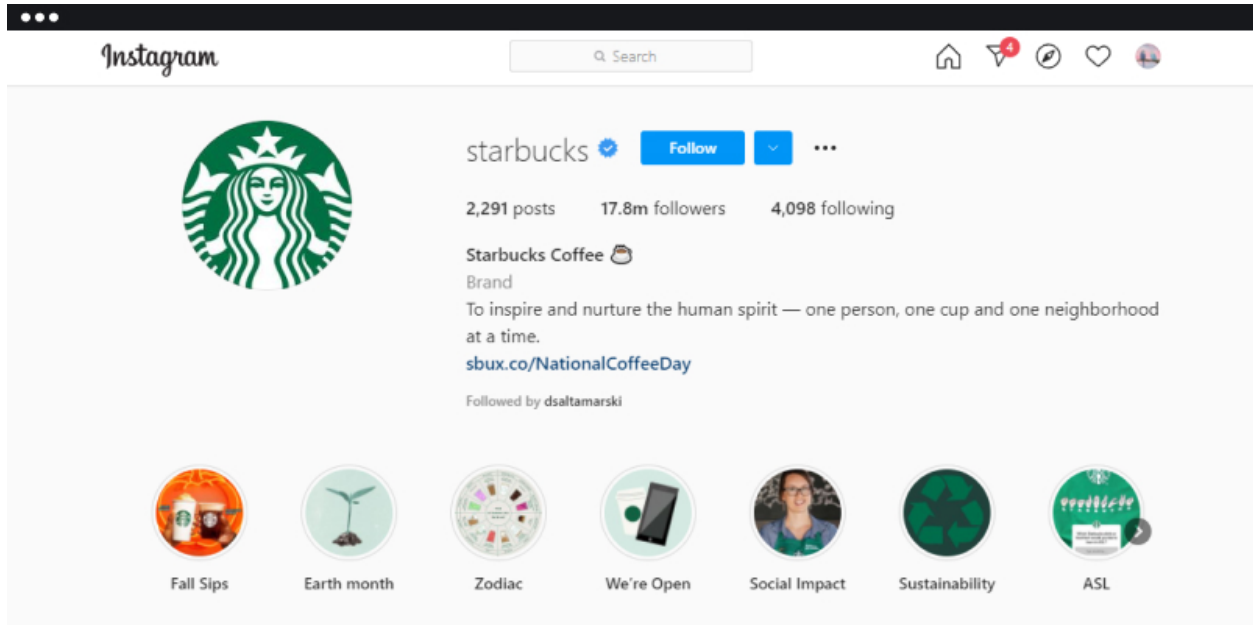 Instagram
Search
4
starbucks Follow
2,291 posts 17.8m followers 4,098 following
Starbucks Coffee ☕
Brand
To inspire and nurture the human spirit — one person, one cup and one neighborhood
at a time.
sbux.co/NationalCoffeeDay
Followed by dsaltamarski
Fall Sips Earth month Zodiac We're Open Social Impact Sustainability ASL